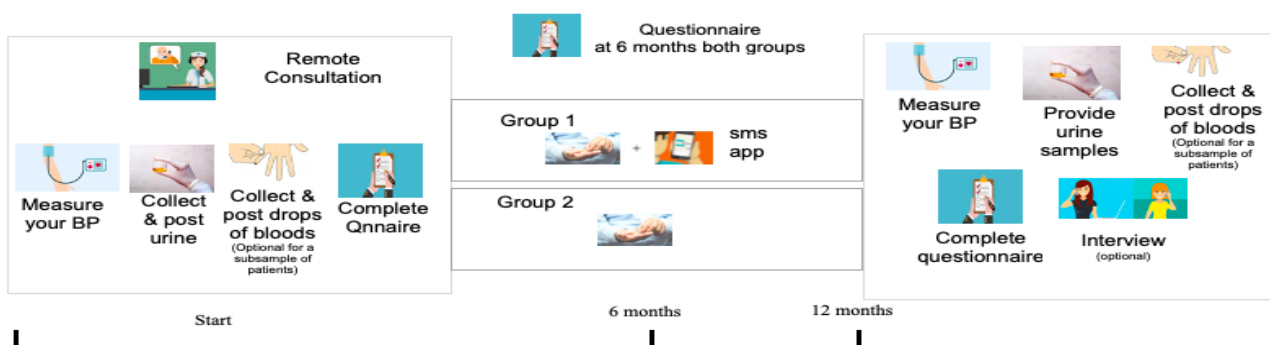 Remote
Consultation
Measure
your BP
Collect
& post
urine
Collect &
post drops
of bloods
(Optional for a
subsample of
patients)
Complete
Qnnaire
Questionnaire
at 6 months both groups
Group 1
+
sms
app
Group 2
Measure
your BP
Provide
urine
samples
Collect &
post drops
of bloods
(Optional for a
subsample of
patients)
Complete
questionnaire
Interview
(optional)
Start
6 months
12 months